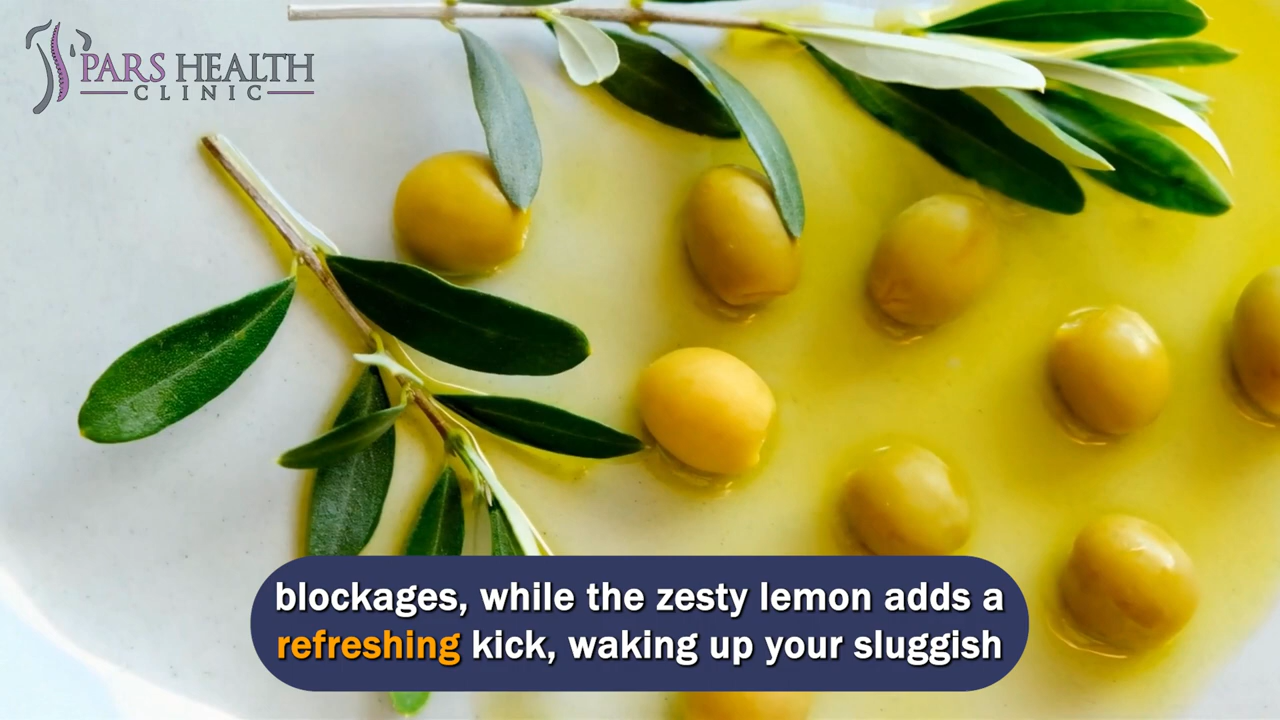 PARS HEALTH
CLINIC
blockages, while the zesty lemon adds a
refreshing kick, waking up your sluggish